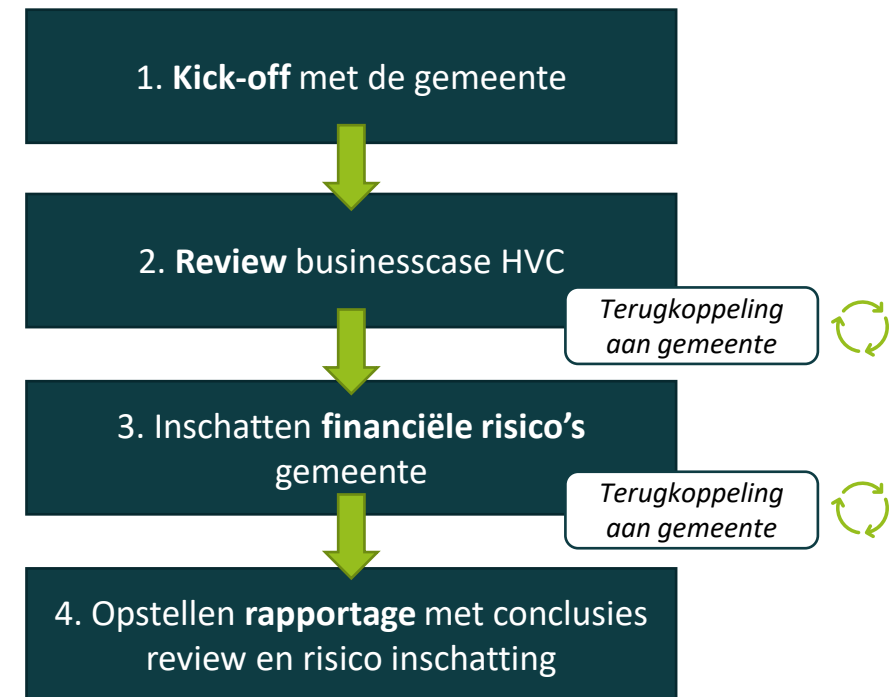 1. Kick-off met de gemeente
2. Review businesscase HVC
Terugkoppeling
aan gemeente
3. Inschatten financiële risico’s
gemeente
Terugkoppeling
aan gemeente
4. Opstellen rapportage met conclusies
review en risico inschatting